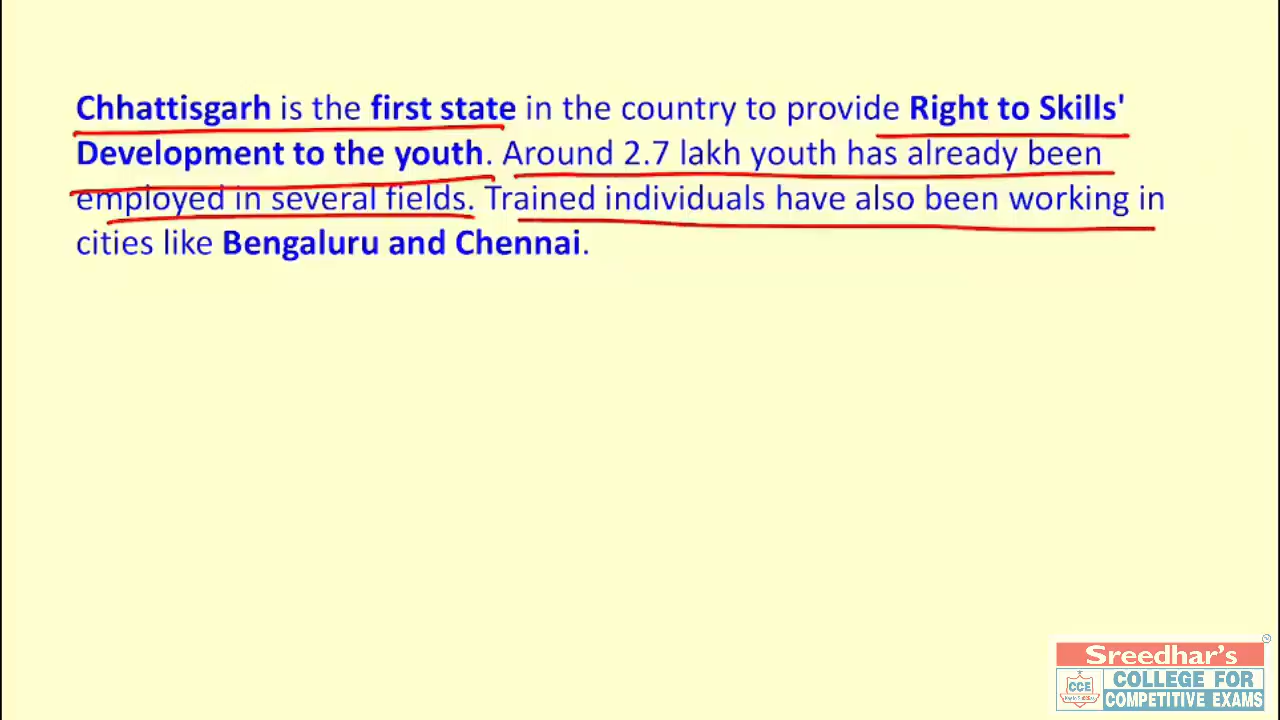 Chhattisgarh is the first state in the country to provide Right to Skills'
Development to the youth. Around 2.7 lakh youth has already been
employed in several fields. Trained individuals have also been working in
cities like Bengaluru and Chennai.
Sreedhar's
CCE
COLLEGE FOR
COMPETITIVE EXAMS